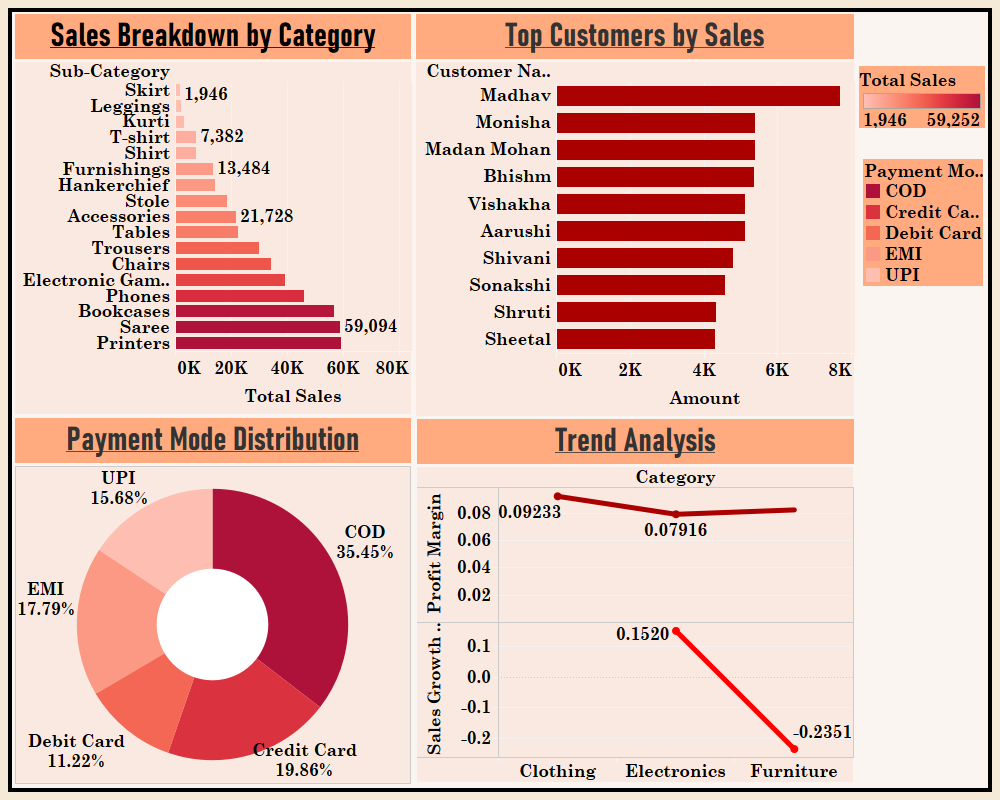 Sales Breakdown by Category
Sub-Category
Skirt 1,946
Leggings
Kurti
T-shirt 7,382
Shirt
Furnishings 13,484
Hankerchief
Stole
Accessories 21,728
Tables
Trousers
Chairs
Electronic Gam..
Phones
Bookcases
Saree 59,094
Printers
0K 20K 40K 60K 80K
Total Sales
Top Customers by Sales
Customer Na..
Madhav
Monisha
Madan Mohan
Bhishm
Vishakha
Aarushi
Shivani
Sonakshi
Shruti
Sheetal
0K 2K 4K 6K 8K
Amount
Total Sales
1,946 59,252
Payment Mo..
COD
Credit Ca..
Debit Card
EMI
UPI
Payment Mode Distribution
UPI
15.68%
COD
35.45%
EMI
17.79%
Debit Card
11.22%
Credit Card
19.86%
Trend Analysis
Category
Profit Margin
0.08
0.06
0.04
0.02
0.09233
0.07916
Sales Growth ..
0.1
0.0
-0.1
-0.2
0.1520
-0.2351
Clothing Electronics Furniture